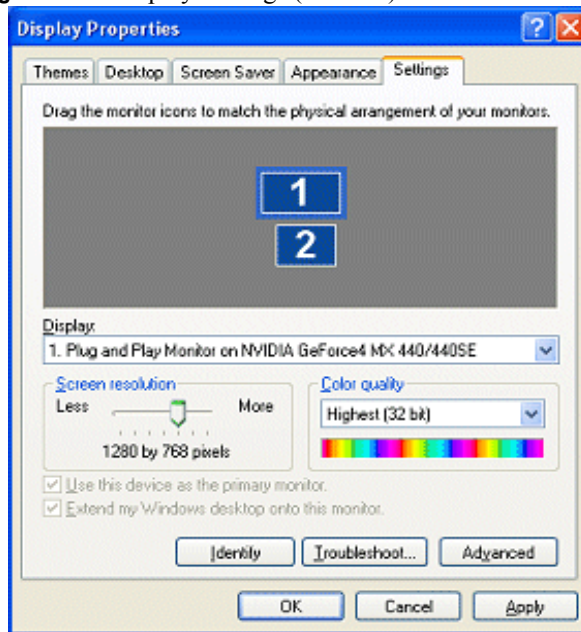 Display Properties
Themes Desktop Screen Saver Appearance Settings
Drag the monitor icons to match the physical arrangement of your monitors.
1
2
Display:
1. Plug and Play Monitor on NVIDIA GeForce4 MX 440/440SE
Screen resolution
Less More
1280 by 768 pixels
Color quality
Highest (32 bit)
Use this device as the primary monitor.
Extend my Windows desktop onto this monitor.
Identify Troubleshoot... Advanced
OK Cancel Apply